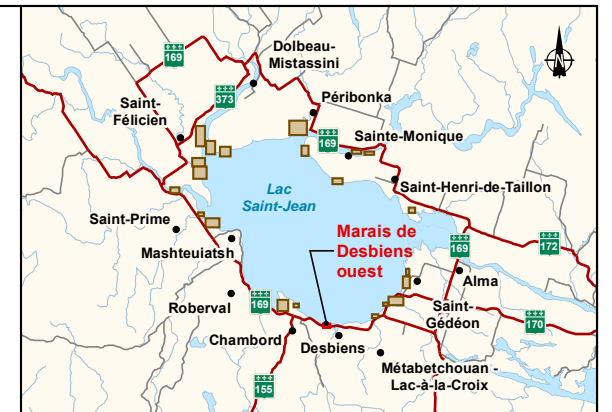 169
Dolbeau-
Mistassini
N
373
Péribonka
Saint-
Félicien
169
Sainte-Monique
Saint-Henri-de-Taillon
Lac
Saint-Jean
Saint-Prime
Marais de
Desbiens
ouest
169
172
Mashteuiatsh
Alma
Roberval
169
Saint-
Gédéon
170
Chambord
Desbiens
Métabetchouan -
Lac-à-la-Croix
155